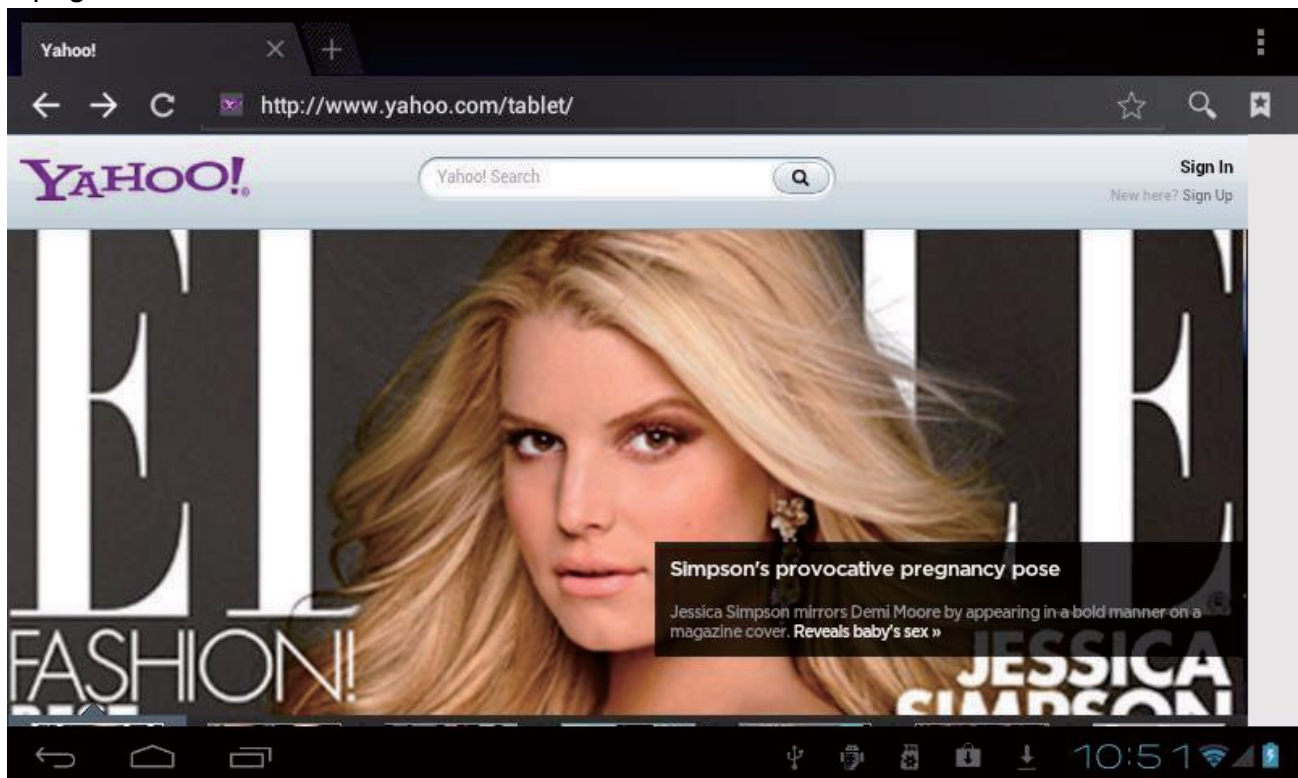 Yahoo!
http://www.yahoo.com/tablet/
YAHOO!
Yahoo! Search
Sign In
New here? Sign Up
ELLE
Simpson's provocative pregnancy pose
Jessica Simpson mirrors Demi Moore by appearing in a bold manner on a
magazine cover. Reveals baby's sex »
FASHION!
JESSICA
SIMPSON
10:51